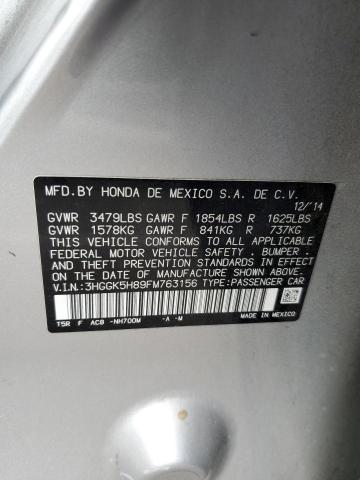 MFD.BY HONDA DE MEXICO S.A. DE C.V.
12/'14
GVWR 3479LBS GAWR F 1854LBS R 1625LBS
GVWR 1578KG GAWR F 841KG R 737KG
THIS VEHICLE CONFORMS TO ALL APPLICABLE
FEDERAL MOTOR VEHICLE SAFETY, BUMPER,
AND THEFT PREVENTION STANDARDS IN EFFECT
ON THE DATE OF MANUFACTURE SHOWN ABOVE.
V.I.N.:3HGGK5H89FM763156 TYPE:PASSENGER CAR
T5R F AC8 -NH700M -A -M
MADE IN MEXICO